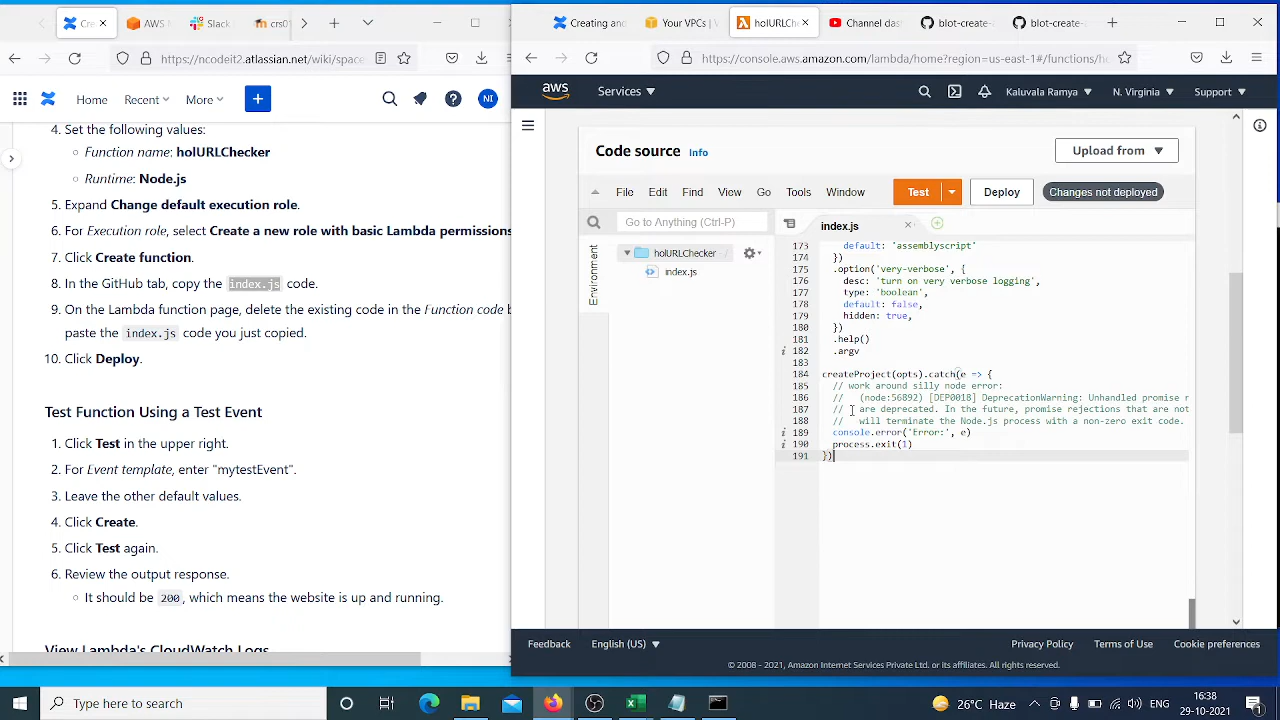 Cre
AWS
Slack
crs0
https://ncodeit2.atlassian.net/wiki/space
Home
Recent
More
NI
4. Set the following values:
Function name: holURLChecker
Runtime: Node.js
5. Expand Change default execution role.
6. For Execution role, select Create a new role with basic Lambda permissions
7. Click Create function.
8. In the GitHub tab, copy the index.js code.
9. On the Lambda function page, delete the existing code in the Function code
paste the index.js code you just copied.
10. Click Deploy.
Test Function Using a Test Event
1. Click Test in the upper right.
2. For Event template, enter "mytestEvent".
3. Leave the other default values.
4. Click Create.
5. Click Test again.
6. Review the output response.
It should be 200, which means the website is up and running.
View Lambda's CloudWatch Logs
Creating and
Your VPCs
holURLCh
Channel das
blot-create-
blot-create-
https://console.aws.amazon.com/lambda/home?region=us-east-1#/functions/h
aws
Services
Kaluvala Ramya
N. Virginia
Support
Code source
Info
Upload from
File Edit Find View Go Tools Window
Test
Deploy
Changes not deployed
Go to Anything (Ctrl-P)
index.js
Environment
holURLChecker /
index.js
173 default: 'assemblyscript'
174 })
175 .option('very-verbose', {
176 desc: 'turn on very verbose logging',
177 type: 'boolean',
178 default: false,
179 hidden: true,
180 })
181 .help()
182 .argv
183
184 createProject(opts).catch(e => {
185 // work around silly node error:
186 // (node:56892) [DEP0018] DeprecationWarning: Unhandled promise r
187 // are deprecated. In the future, promise rejections that are not
188 // will terminate the Node.js process with a non-zero exit code.
189 console.error('Error:', e)
190 process.exit(1)
191 })
Feedback
English (US)
Privacy Policy
Terms of Use
Cookie preferences
© 2008 - 2021, Amazon Internet Services Private Ltd. or its affiliates. All rights reserved.
Type here to search
26°C Haze
ENG
16:38
29-10-2021
1